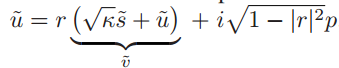 ũ = r (√κ s̃ + ũ) + i√(1 − |r|²) p
ṽ